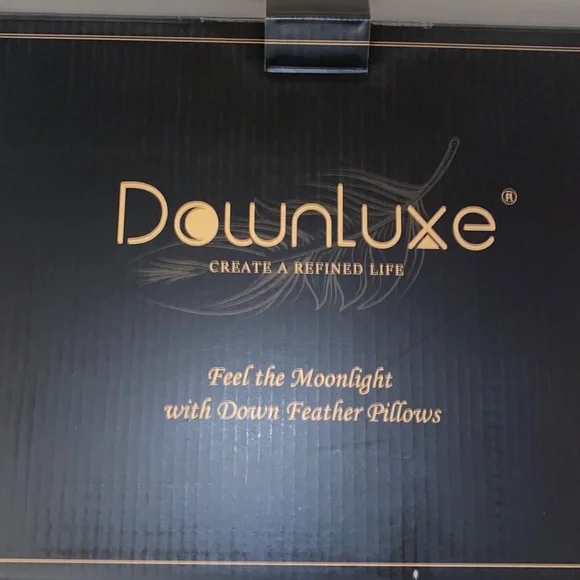 Downluxe®
CREATE A REFINED LIFE
Feel the Moonlight
with Down Feather Pillows